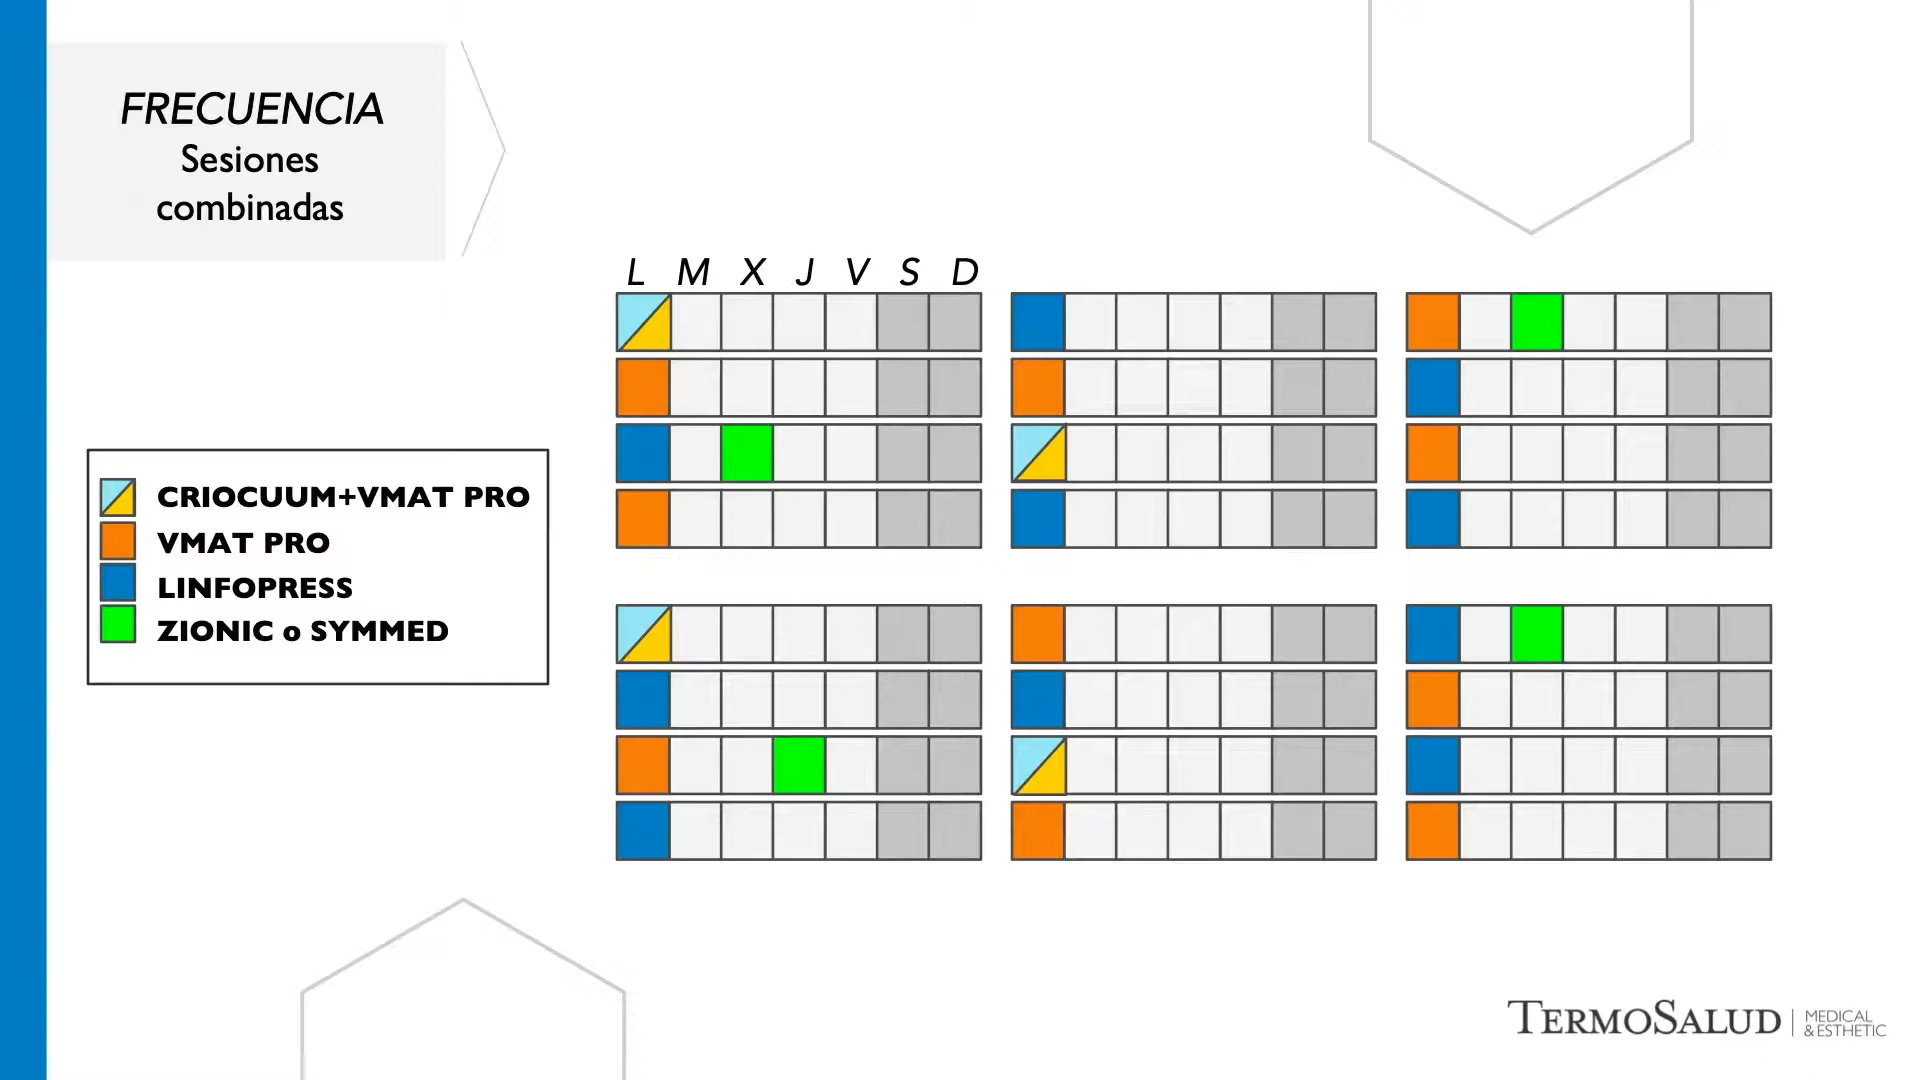 FRECUENCIA
Sesiones
combinadas
L M X J V S D
CRIOCUUM+VMAT PRO
VMAT PRO
LINFOPRESS
ZIONIC o SYMMED
TERMOSALUD
MEDICAL
&ESTHETIC